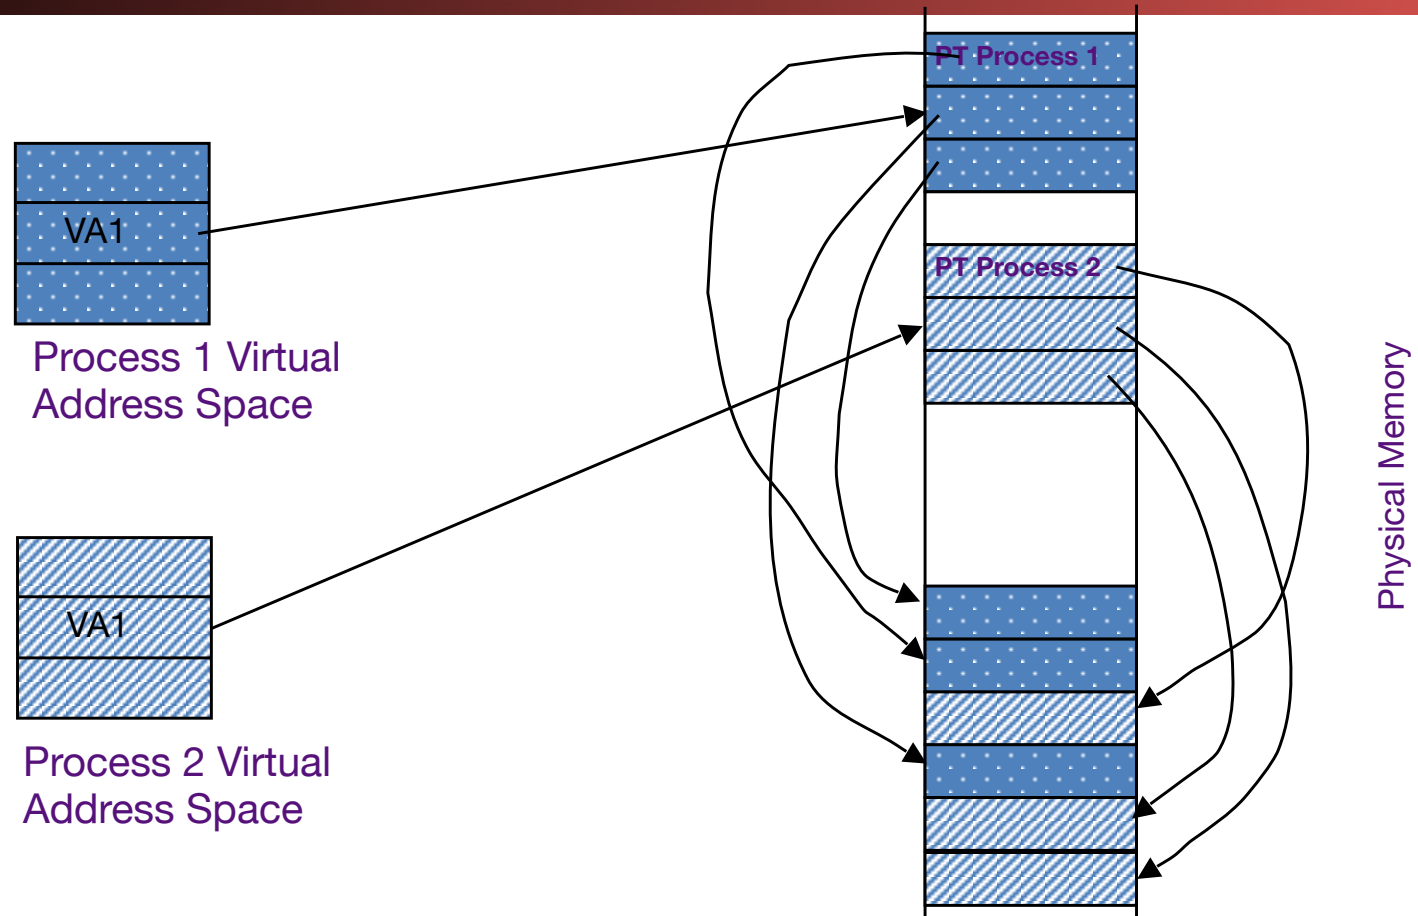 PT Process 1
VA1
PT Process 2
Process 1 Virtual
Address Space
Physical Memory
VA1
Process 2 Virtual
Address Space